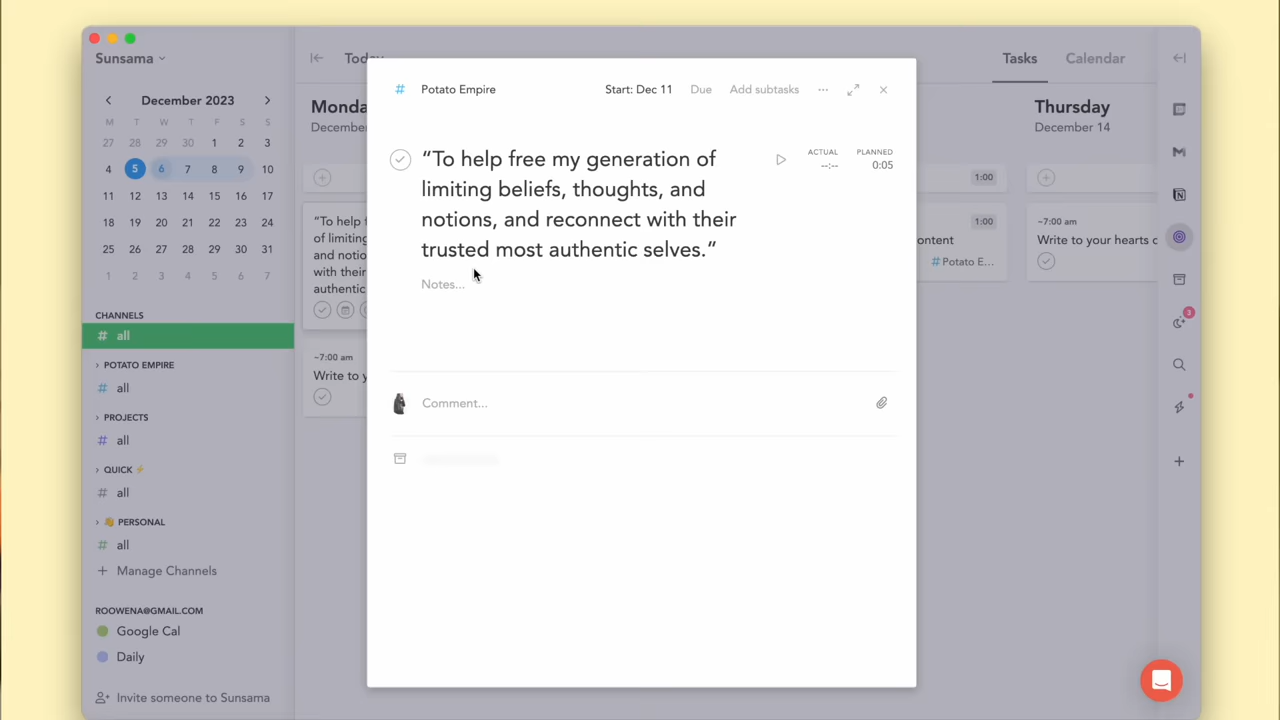 Sunsama
December 2023
M T W T F S S
27 28 29 30 1 2 3
4 5 6 7 8 9 10
11 12 13 14 15 16 17
18 19 20 21 22 23 24
25 26 27 28 29 30 31
1 2 3 4 5 6 7
CHANNELS
# all
> POTATO EMPIRE
# all
> PROJECTS
# all
> QUICK ⚡
# all
> 👋 PERSONAL
# all
+ Manage Channels
ROOWENA@GMAIL.COM
Google Cal
Daily
Invite someone to Sunsama
Toda
Monda
Decembe
“To help f
of limiting
and notio
with their
authentic
~7:00 am
Write to y
# Potato Empire
Start: Dec 11 Due Add subtasks ...
“To help free my generation of
limiting beliefs, thoughts, and
notions, and reconnect with their
trusted most authentic selves.”
ACTUAL PLANNED
--:-- 0:05
Notes...
Comment...
Tasks Calendar
1:00
1:00
ontent
# Potato E...
Thursday
December 14
~7:00 am
Write to your hearts c
3